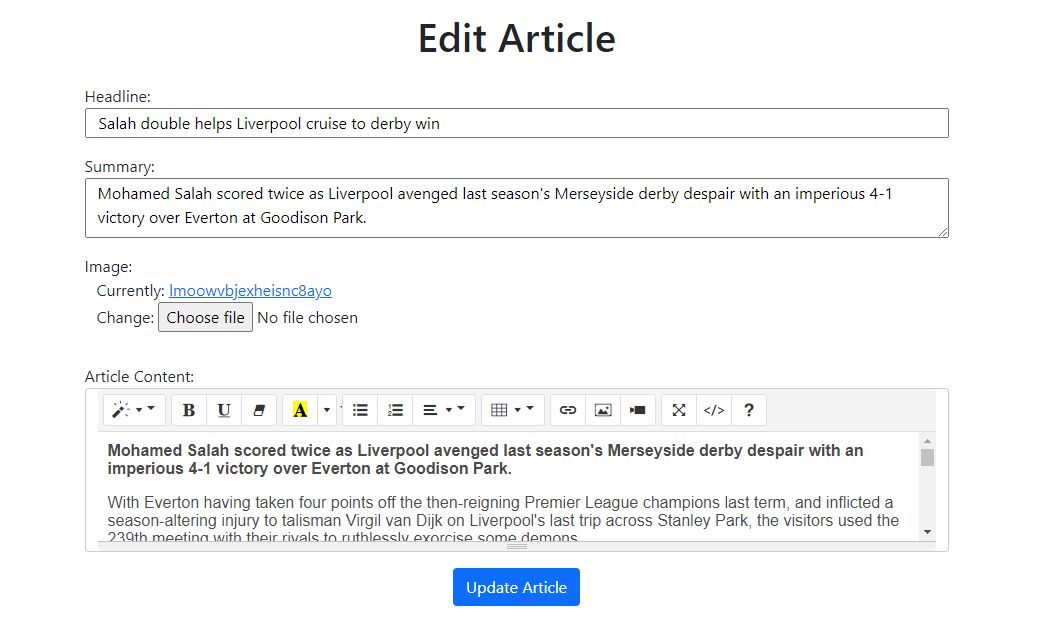 Edit Article
Headline:
Salah double helps Liverpool cruise to derby win
Summary:
Mohamed Salah scored twice as Liverpool avenged last season's Merseyside derby despair with an imperious 4-1
victory over Everton at Goodison Park.
Image:
Currently: lmoowvbjexheisnc8ayo
Change: Choose file No file chosen
Article Content:
B U A </> ?
Mohamed Salah scored twice as Liverpool avenged last season's Merseyside derby despair with an
imperious 4-1 victory over Everton at Goodison Park.
With Everton having taken four points off the then-reigning Premier League champions last term, and inflicted a
season-altering injury to talisman Virgil van Dijk on Liverpool's last trip across Stanley Park, the visitors used the
239th meeting with their rivals to ruthlessly exorcise some demons.
Update Article